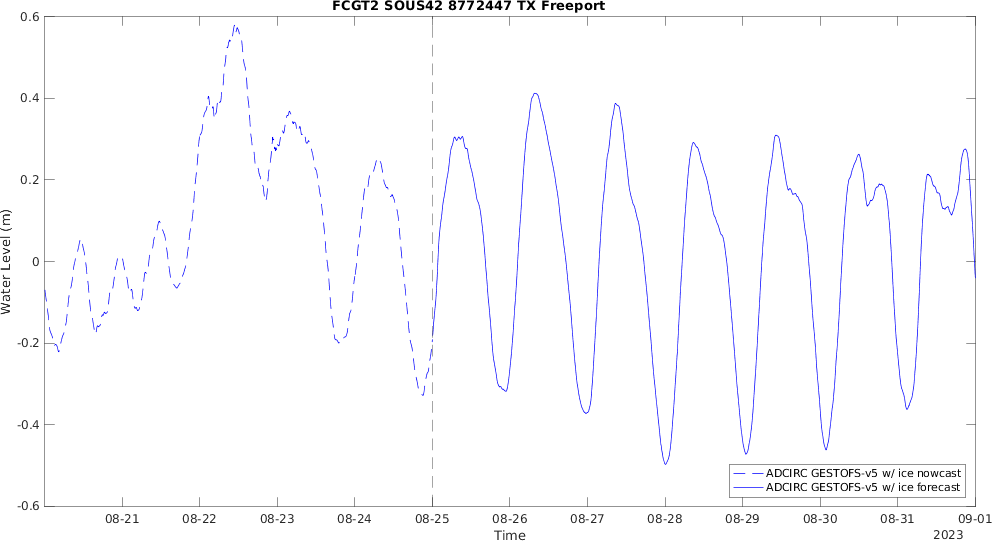 FCGT2 SOUS42 8772447 TX Freeport
Water Level (m)
0.6
0.4
0.2
0
-0.2
-0.4
-0.6
ADCIRC GESTOFS-v5 w/ ice nowcast
ADCIRC GESTOFS-v5 w/ ice forecast
08-21 08-22 08-23 08-24 08-25 08-26 08-27 08-28 08-29 08-30 08-31 09-01
Time
2023